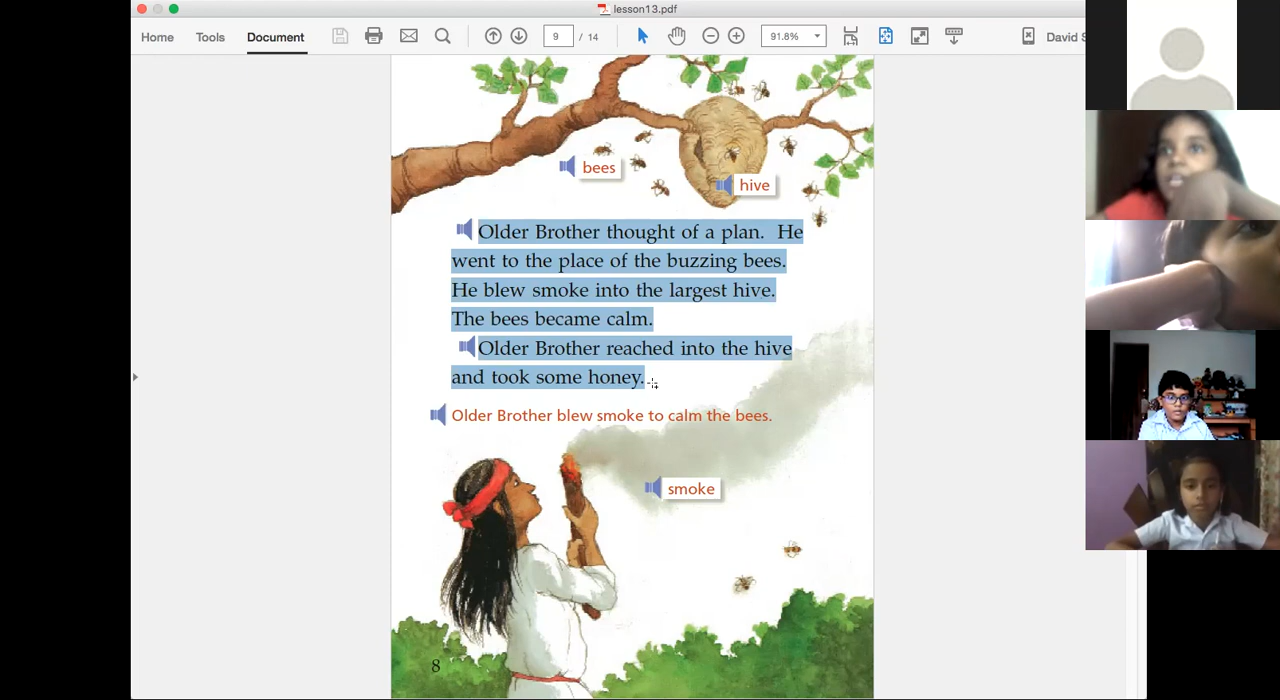 lesson13.pdf
Home Tools Document 9 / 14 91.8% David S
bees
hive
Older Brother thought of a plan. He
went to the place of the buzzing bees.
He blew smoke into the largest hive.
The bees became calm.
Older Brother reached into the hive
and took some honey.
Older Brother blew smoke to calm the bees.
smoke
8